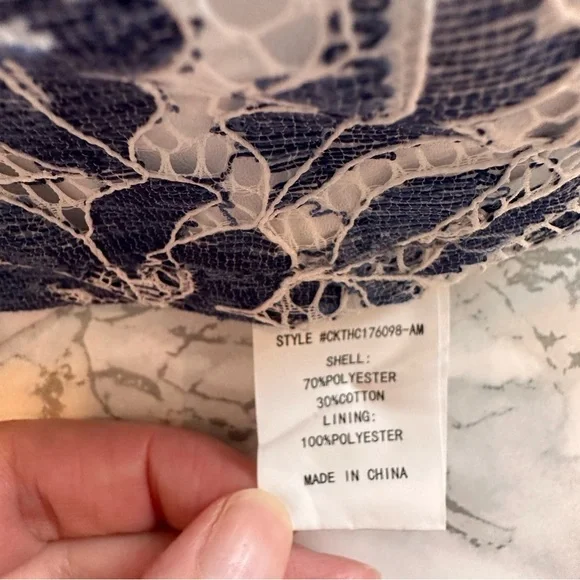 STYLE #CKTHC176098-AM
SHELL:
70%POLYESTER
30%COTTON
LINING:
100%POLYESTER
MADE IN CHINA